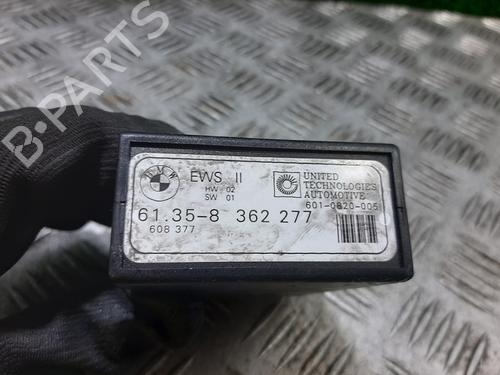 B-PARTS
BMW
EWS II
HW 02
SW 01
UNITED
TECHNOLOGIES
AUTOMOTIVE
601-0820-005
61.35-8 362 277
608 377